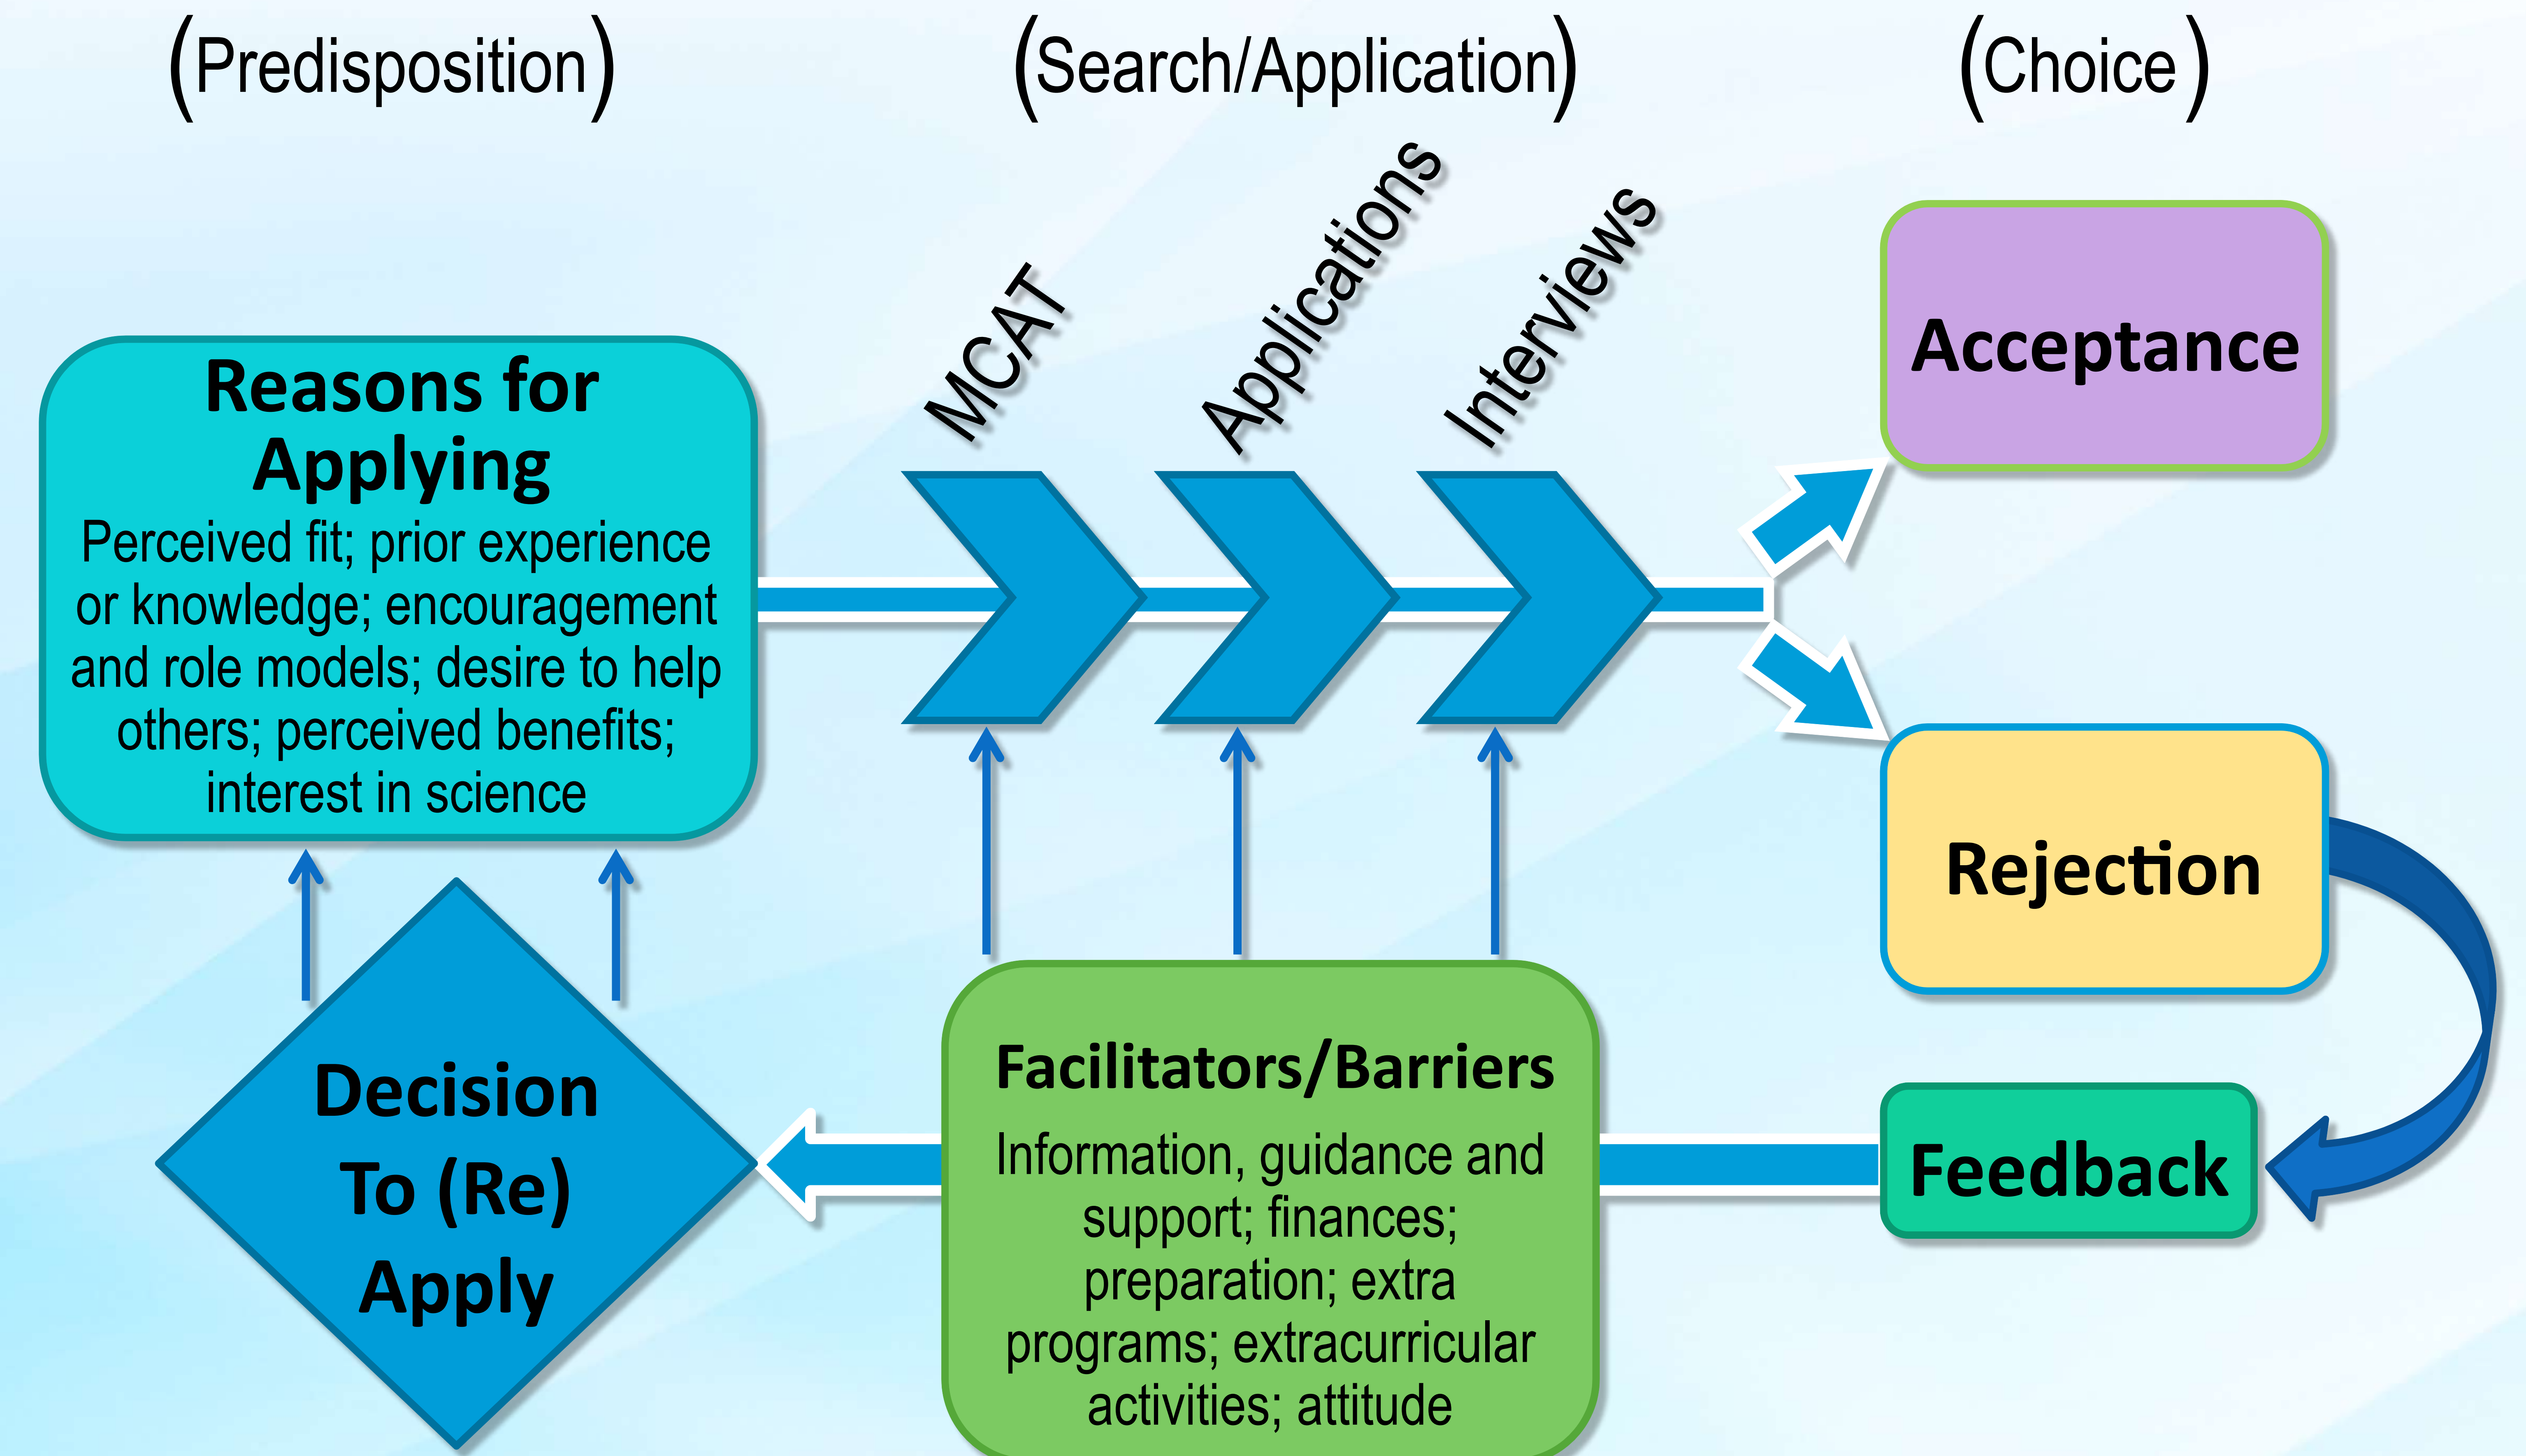 (Predisposition)
(Search/Application)
(Choice)
MCAT
Applications
Interviews
Reasons for
Applying
Perceived fit; prior experience
or knowledge; encouragement
and role models; desire to help
others; perceived benefits;
interest in science
Acceptance
Rejection
Decision
To (Re)
Apply
Facilitators/Barriers
Information, guidance and
support; finances;
preparation; extra
programs; extracurricular
activities; attitude
Feedback